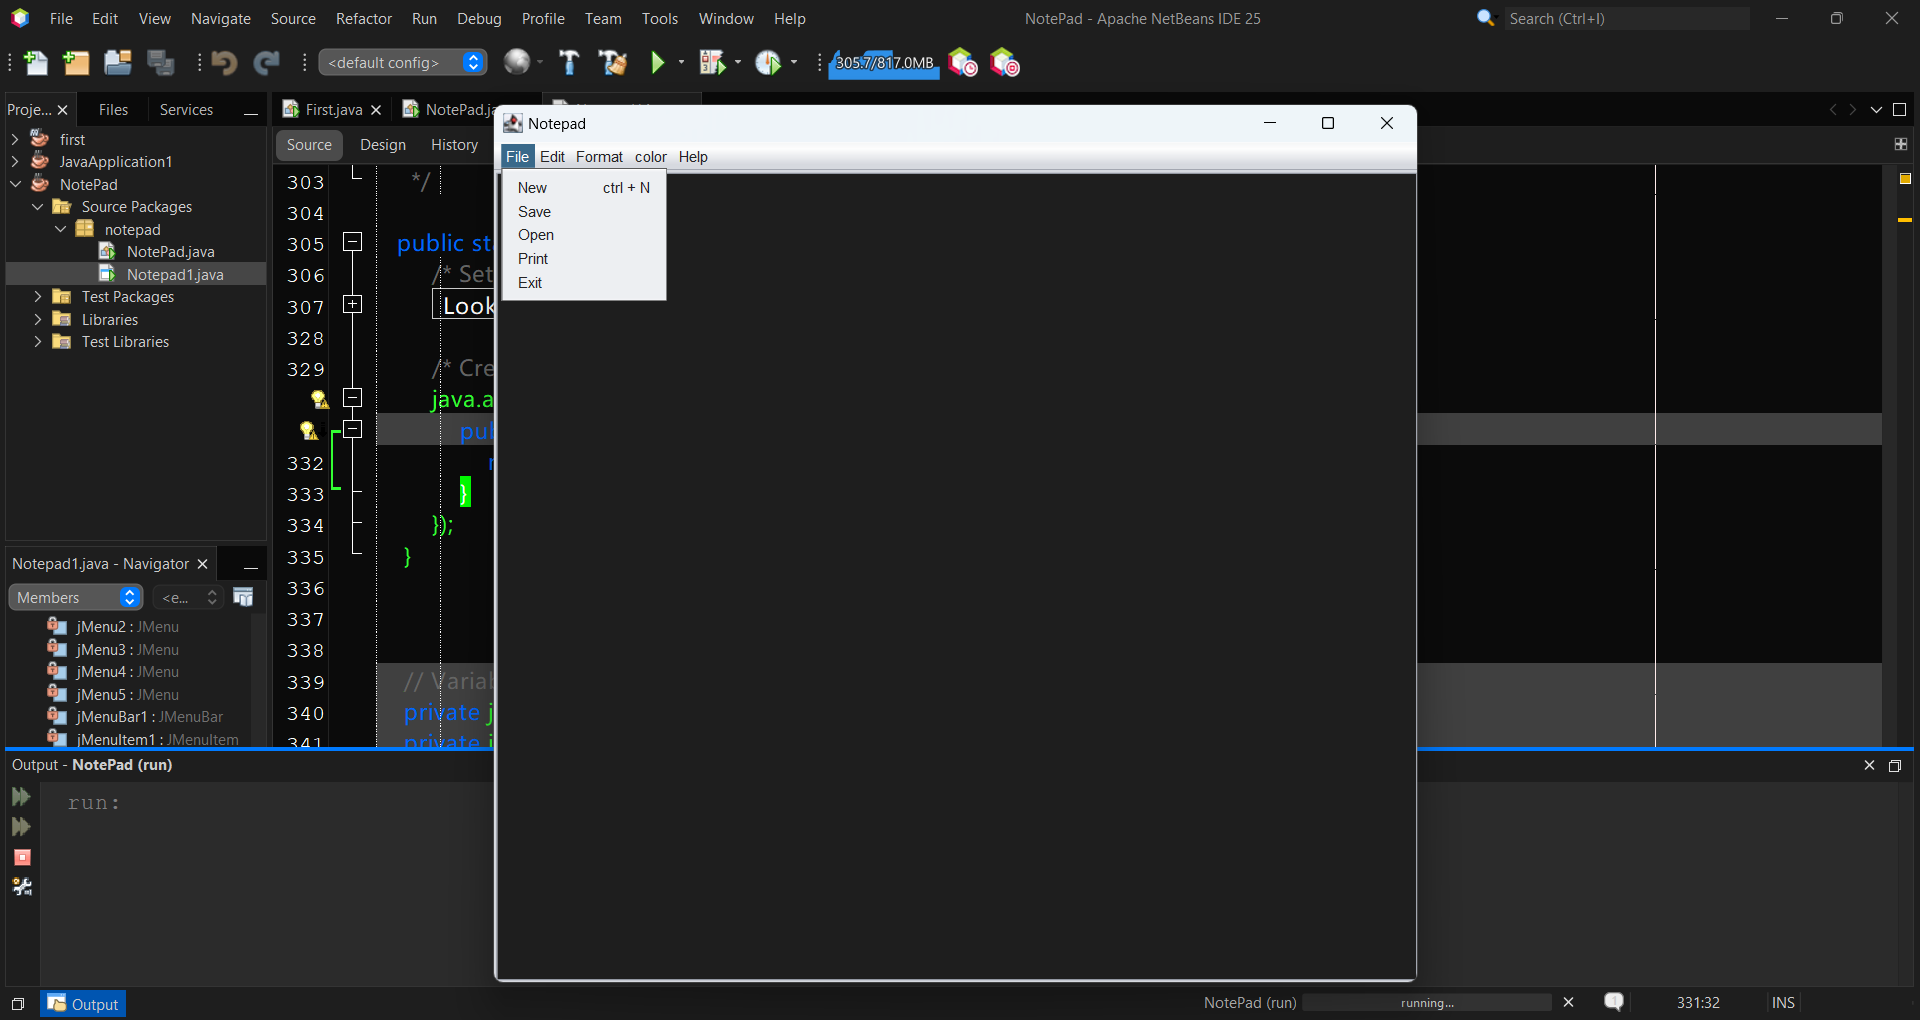 File Edit View Navigate Source Refactor Run Debug Profile Team Tools Window Help
NotePad - Apache NetBeans IDE 25
Search (Ctrl+I)
<default config>
305.7/817.0MB
Proje...
Files
Services
First.java
NotePad.ja
first
JavaApplication1
NotePad
Source Packages
notepad
NotePad.java
Notepad1.java
Test Packages
Libraries
Test Libraries
Source
Design
History
303 */
304
305 public sta
306 /* Set
307 Look
328
329 /* Cre
java.a
pub
332
333 }
334 });
335 }
336
337
338
339 // Varia
340 private j
341 private
Notepad
File Edit Format color Help
New ctrl + N
Save
Open
Print
Exit
Notepad1.java - Navigator
Members
<e...
jMenu2 : JMenu
jMenu3 : JMenu
jMenu4 : JMenu
jMenu5 : JMenu
jMenuBar1 : JMenuBar
jMenuItem1 : JMenuItem
Output - NotePad (run)
run:
Output
NotePad (run)
running...
1
331:32
INS